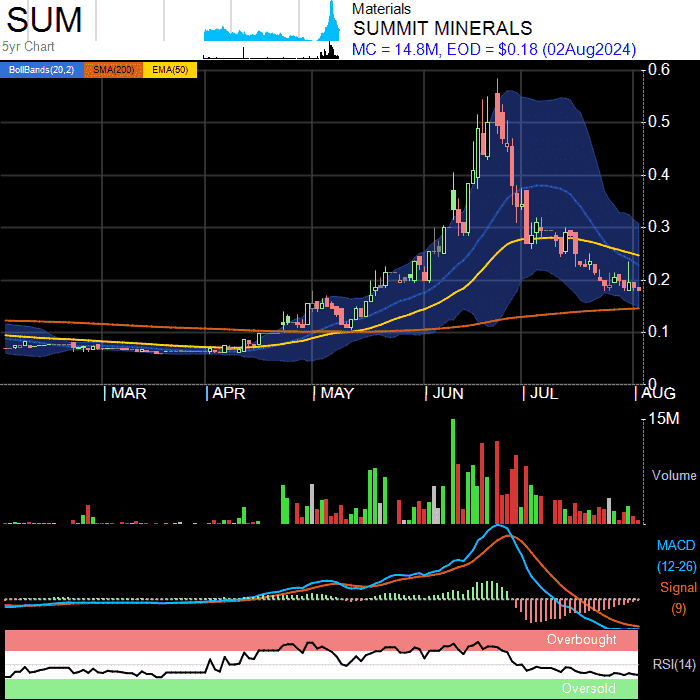 SUM
5yr Chart
Materials
SUMMIT MINERALS
MC = 14.8M, EOD = $0.18 (02Aug2024)
BollBands(20,2) SMA(200) EMA(50)
0.6
0.5
0.4
0.3
0.2
0.1
0
MAR APR MAY JUN JUL AUG
15M
Volume
MACD
(12-26)
Signal
(9)
Overbought
RSI(14)
Oversold